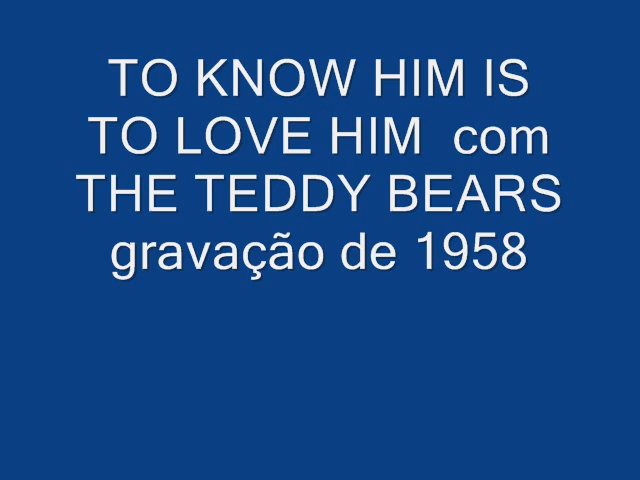 TO KNOW HIM IS
TO LOVE HIM  com
THE TEDDY BEARS
gravação de 1958